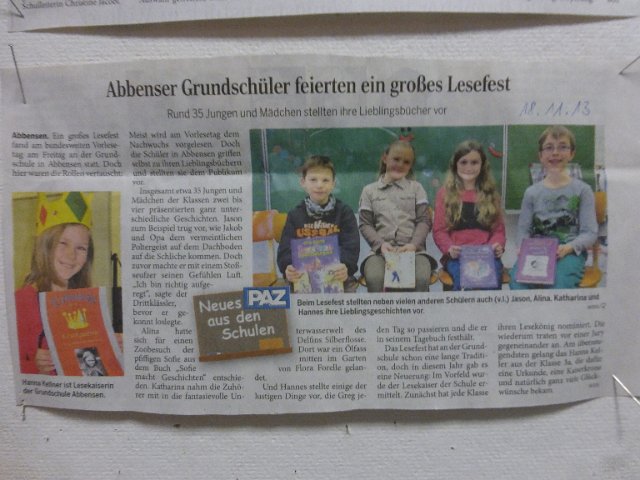 Schulleiterin Christine Jacobi
Abbenser Grundschüler feierten ein großes Lesefest
Rund 35 Jungen und Mädchen stellten ihre Lieblingsbücher vor
18.11.13
Abbensen. Ein großes Lesefest
fand am bundesweiten Vorlese-
tag am Freitag an der Grund-
schule in Abbensen statt. Doch
hier waren die Rollen vertauscht:
Hanna Kellner ist Lesekaiserin
der Grundschule Abbensen.
Meist wird am Vorlesetag dem
Nachwuchs vorgelesen. Doch
die Schüler in Abbensen griffen
selbst zu ihren Lieblingsbüchern
und stellten sie dem Publikum
vor.
Insgesamt etwa 35 Jungen und
Mädchen der Klassen zwei bis
vier präsentierten ganz unter-
schiedliche Geschichten. Jason
zum Beispiel trug vor, wie Jakob
und Opa dem vermeintlichen
Poltergeist auf dem Dachboden
auf die Schliche kommen. Doch
zuvor machte er mit einem Stoß-
seufzer seinen Gefühlen Luft.
„Ich bin richtig aufge-
regt“, sagte der
Drittklässler,
bevor er ge-
konnt loslegte.
Alina hatte
sich für einen
Zoobesuch der
pfiffigen Sofie aus
dem Buch „Sofie
macht Geschichten“ entschie-
den. Katharina nahm die Zuhö-
rer mit in die fantasievolle Un-
Neues PAZ
aus den
Schulen
Beim Lesefest stellten neben vielen anderen Schülern auch (v.l.) Jason, Alina, Katharina und
Hannes ihre Lieblingsgeschichten vor.
terwasserwelt des
Delfins Silberflosse.
Dort war ein Olfass
mitten im Garten
von Flora Forelle gelan-
det.
Und Hannes stellte einige der
lustigen Dinge vor, die Greg je-
den Tag so passieren und die er
in seinem Tagebuch festhält.
Das Lesefest hat an der Grund-
schule schon eine lange Traditi-
on, doch in diesem Jahr gab es
eine Neuerung: Im Vorfeld wur-
de der Lesekaiser der Schule er-
mittelt. Zunächst hat jede Klasse
ihren Lesekönig nominiert. Die
wiederum traten vor einer Jury
gegeneinander an. Am überzeu-
gendsten gelang das Hanna Kell-
ner aus der Klasse 3a, die dafür
eine Urkunde, eine Kaiserkrone
und natürlich ganz viele Glück-
wünsche bekam.